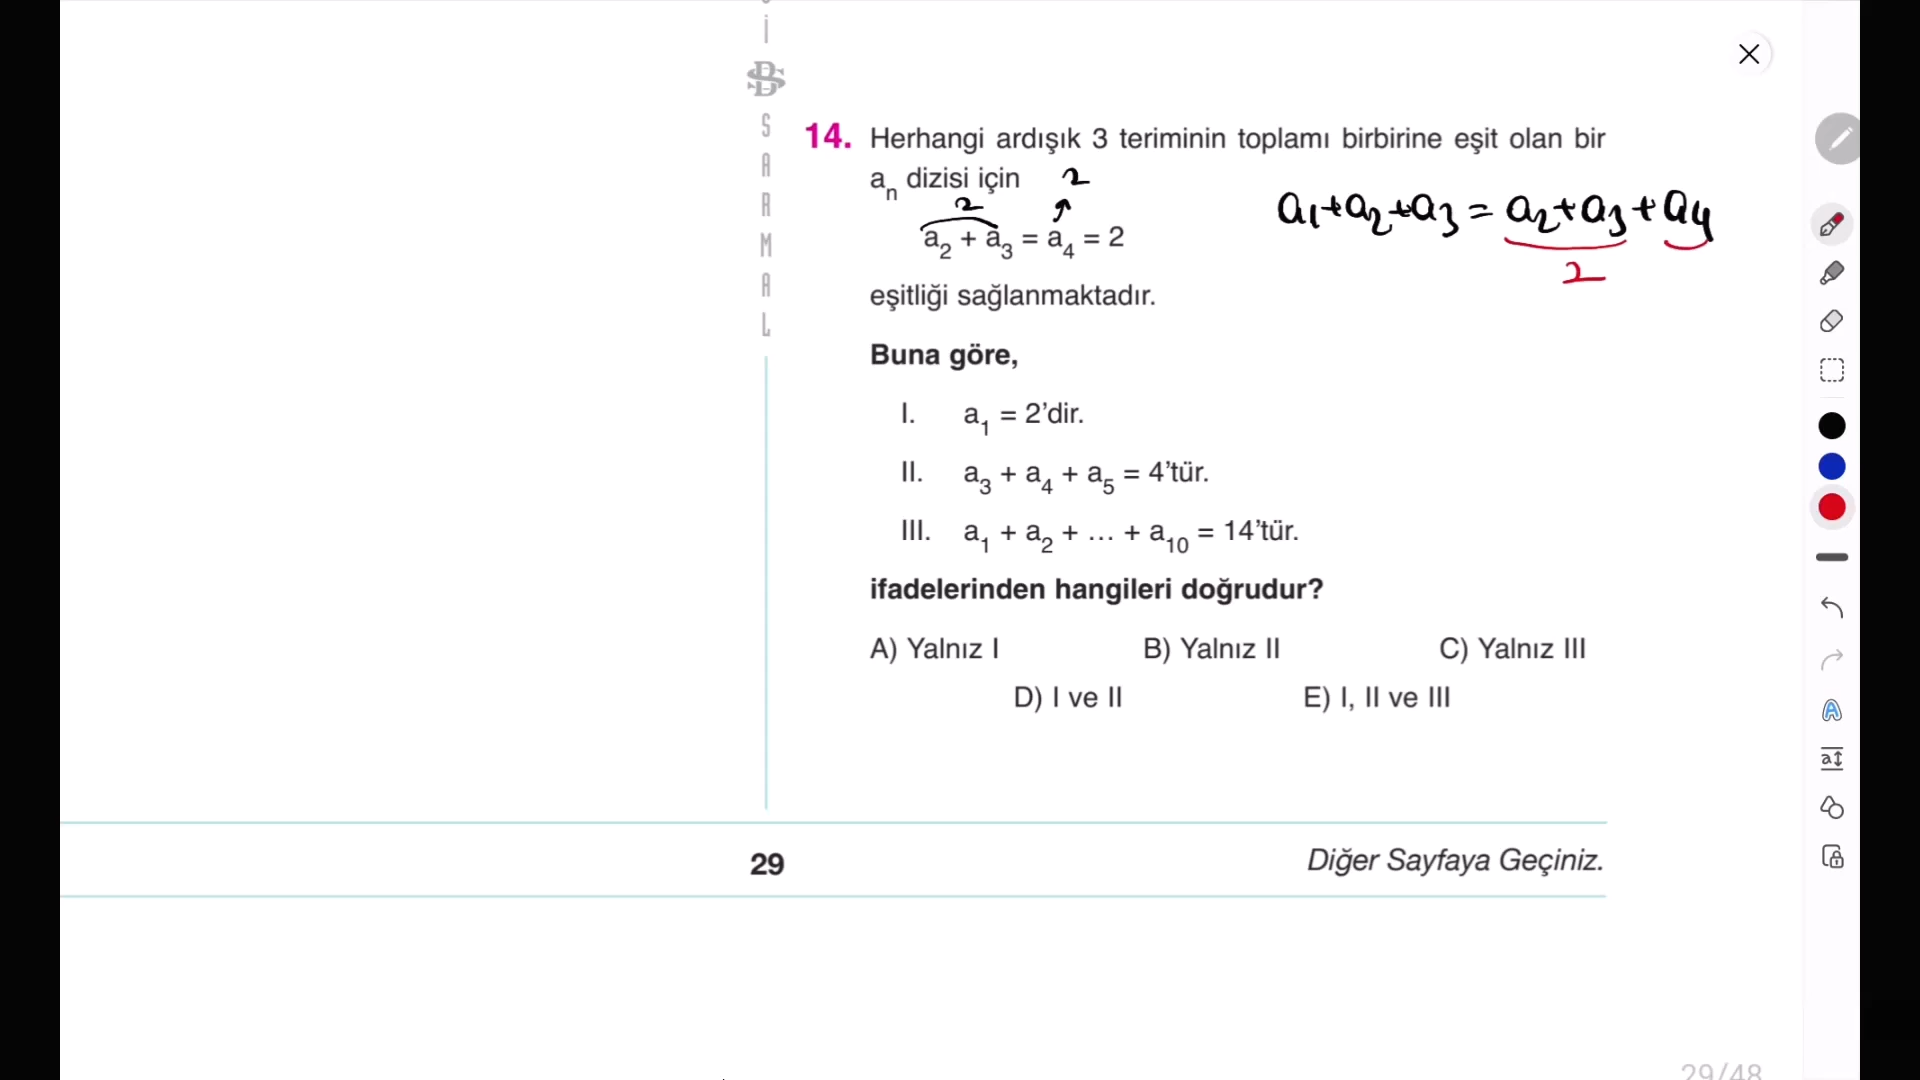 İ
S
A
R
M
A
L
14. Herhangi ardışık 3 teriminin toplamı birbirine eşit olan bir
aₙ dizisi için
2
2
a₂ + a₃ = a₄ = 2
a₁+a₂+a₃ = a₂+a₃+a₄
2
eşitliği sağlanmaktadır.
Buna göre,
I. a₁ = 2’dir.
II. a₃ + a₄ + a₅ = 4’tür.
III. a₁ + a₂ + … + a₁₀ = 14’tür.
ifadelerinden hangileri doğrudur?
A) Yalnız I B) Yalnız II C) Yalnız III
D) I ve II E) I, II ve III
29
Diğer Sayfaya Geçiniz.
29/48